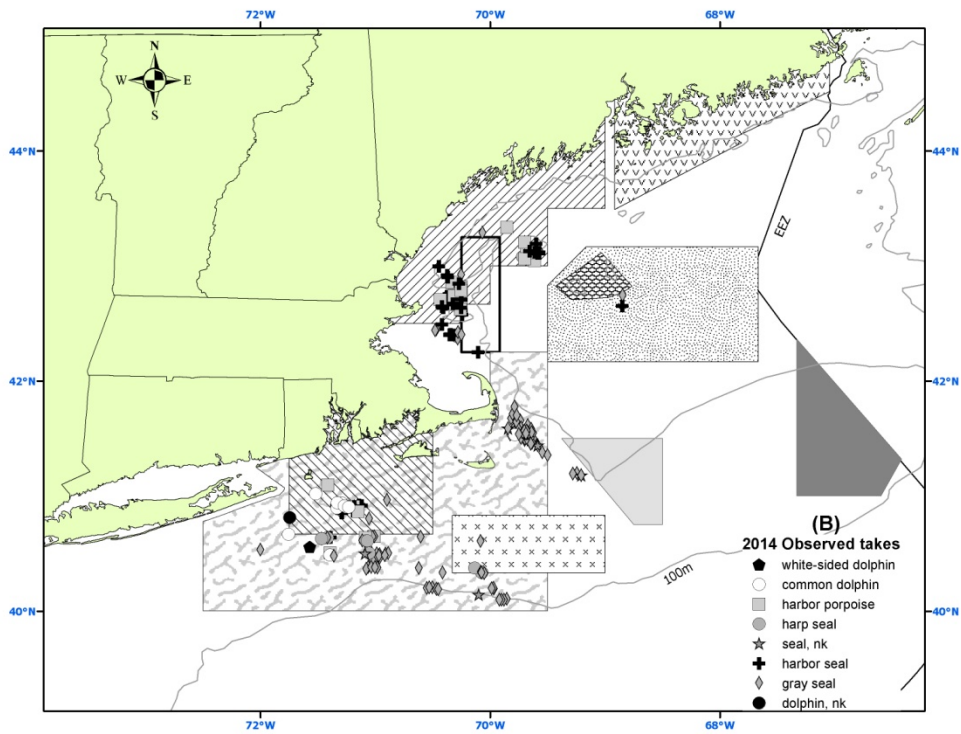 72°W 70°W 68°W
N
W E
S
44°N 44°N
EEZ
42°N 42°N
(B)
2014 Observed takes
white-sided dolphin
common dolphin
harbor porpoise
harp seal
seal, nk
harbor seal
gray seal
dolphin, nk
100m
40°N 40°N
72°W 70°W 68°W